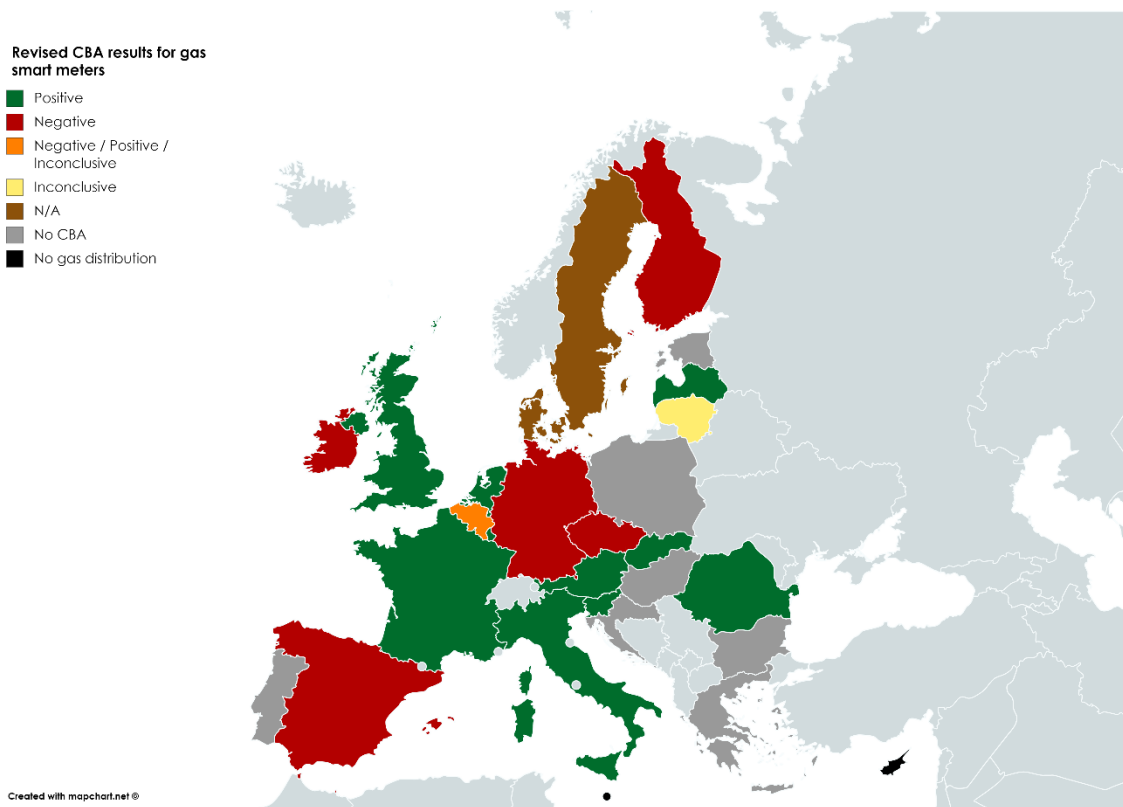 Revised CBA results for gas
smart meters
Positive
Negative
Negative / Positive /
Inconclusive
Inconclusive
N/A
No CBA
No gas distribution
Created with mapchart.net ©